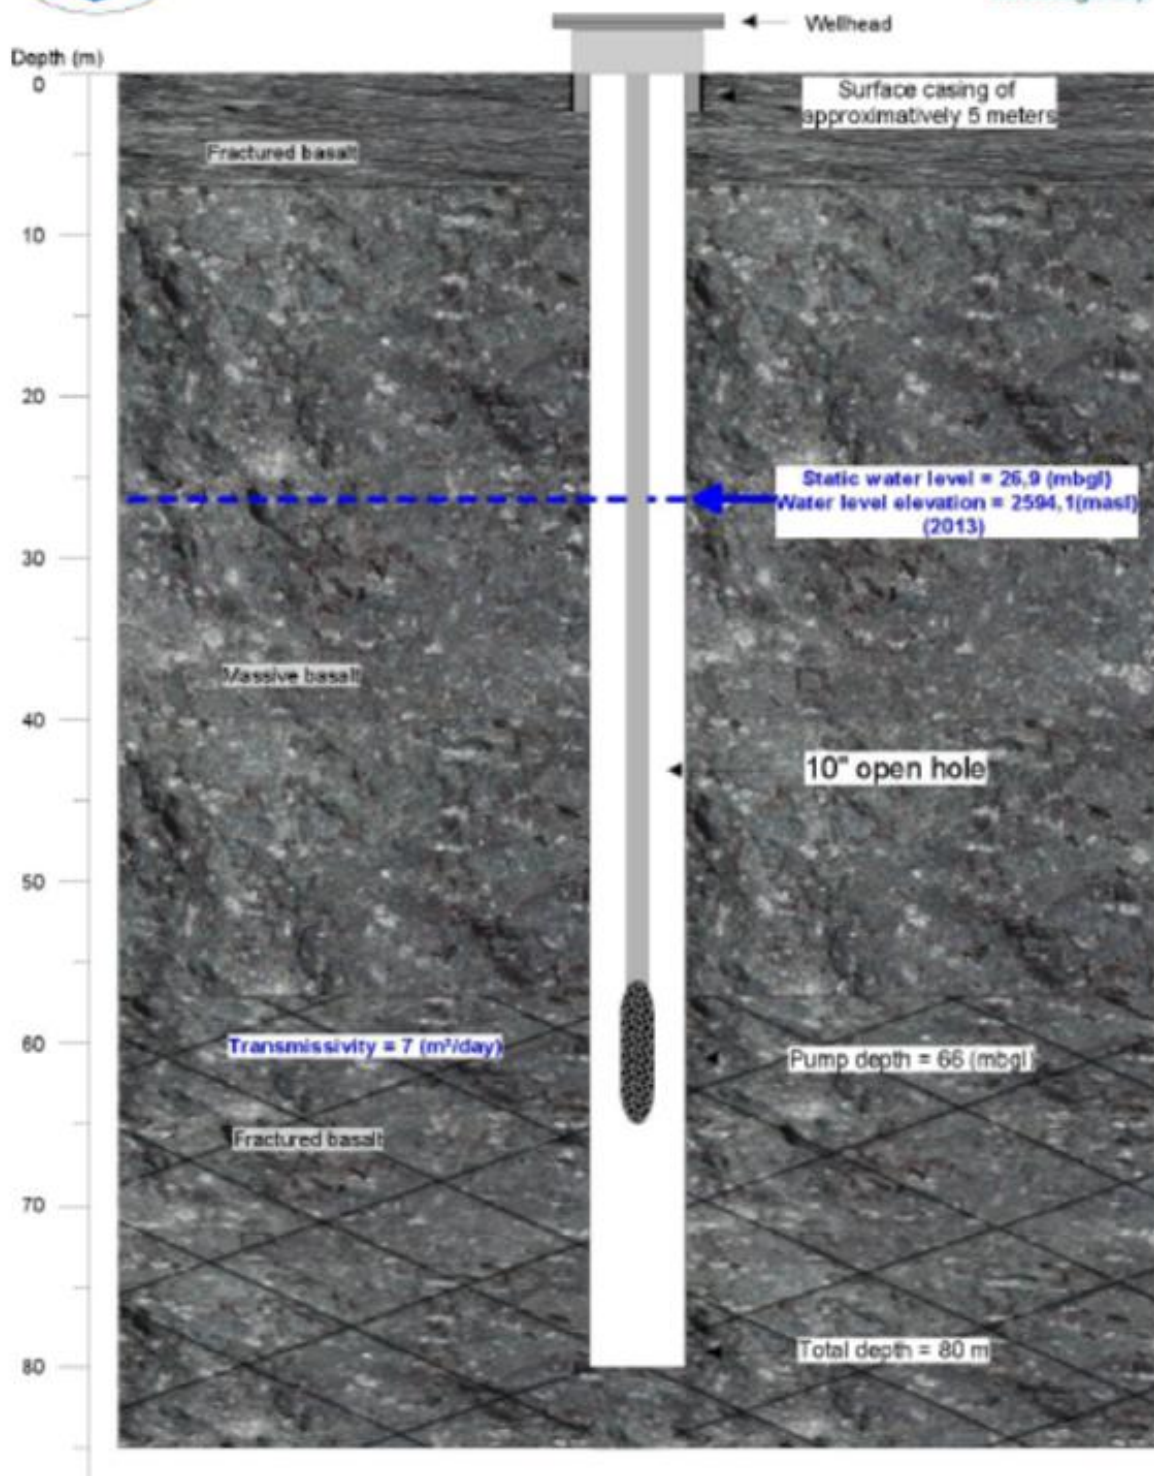 Wellhead
Depth (m)
0
Surface casing of
approximatively 5 meters
Fractured basalt
10
20
Static water level = 26,9 (mbgl)
Water level elevation = 2594,1(masl)
(2013)
30
Massive basalt
40
10" open hole
50
60
Transmissivity = 7 (m²/day)
Pump depth = 66 (mbgl)
Fractured basalt
70
Total depth = 80 m
80